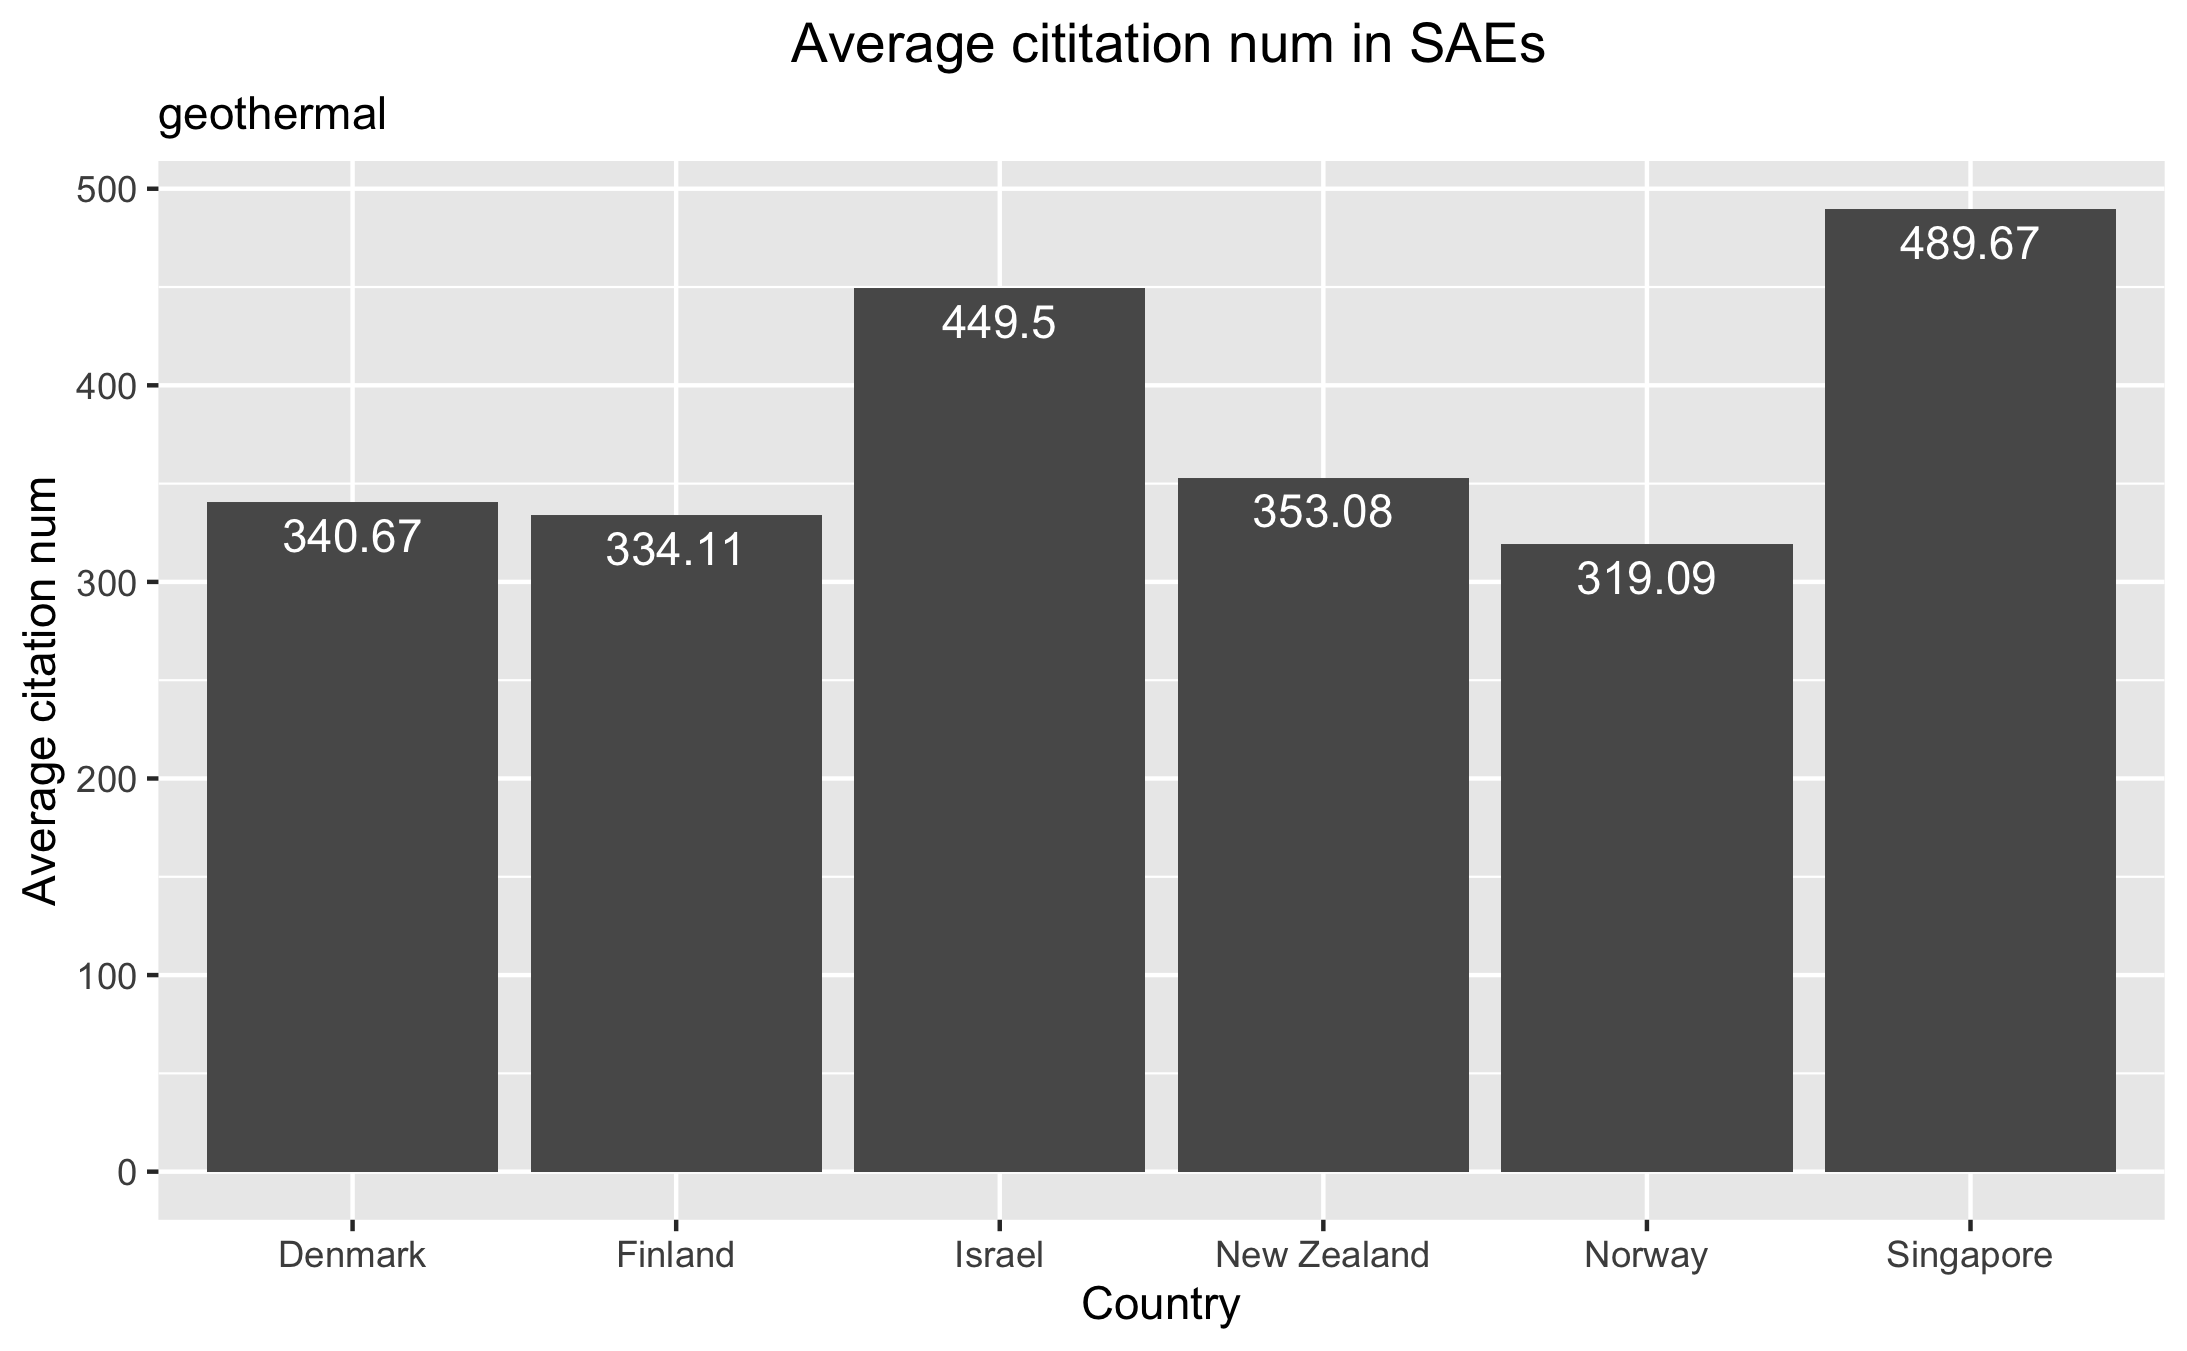 Average cititation num in SAEs
geothermal
Average citation num
500
400
300
200
100
0
340.67
334.11
449.5
353.08
319.09
489.67
Denmark
Finland
Israel
New Zealand
Norway
Singapore
Country